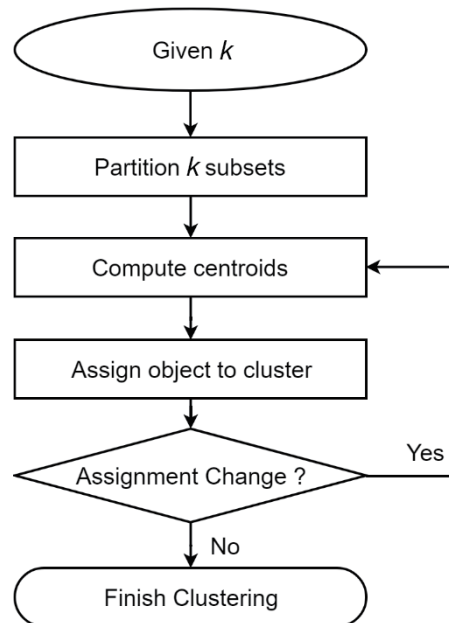 Given k
Partition k subsets
Compute centroids
Assign object to cluster
Assignment Change ?
Yes
No
Finish Clustering